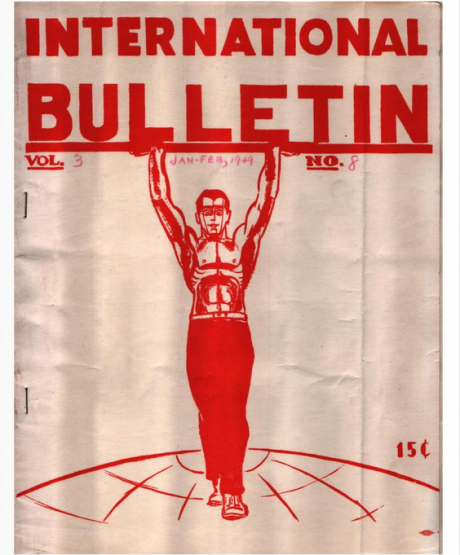 INTERNATIONAL
BULLETIN
VOL. 3 JAN-FEB, 1949 NO. 8
15¢